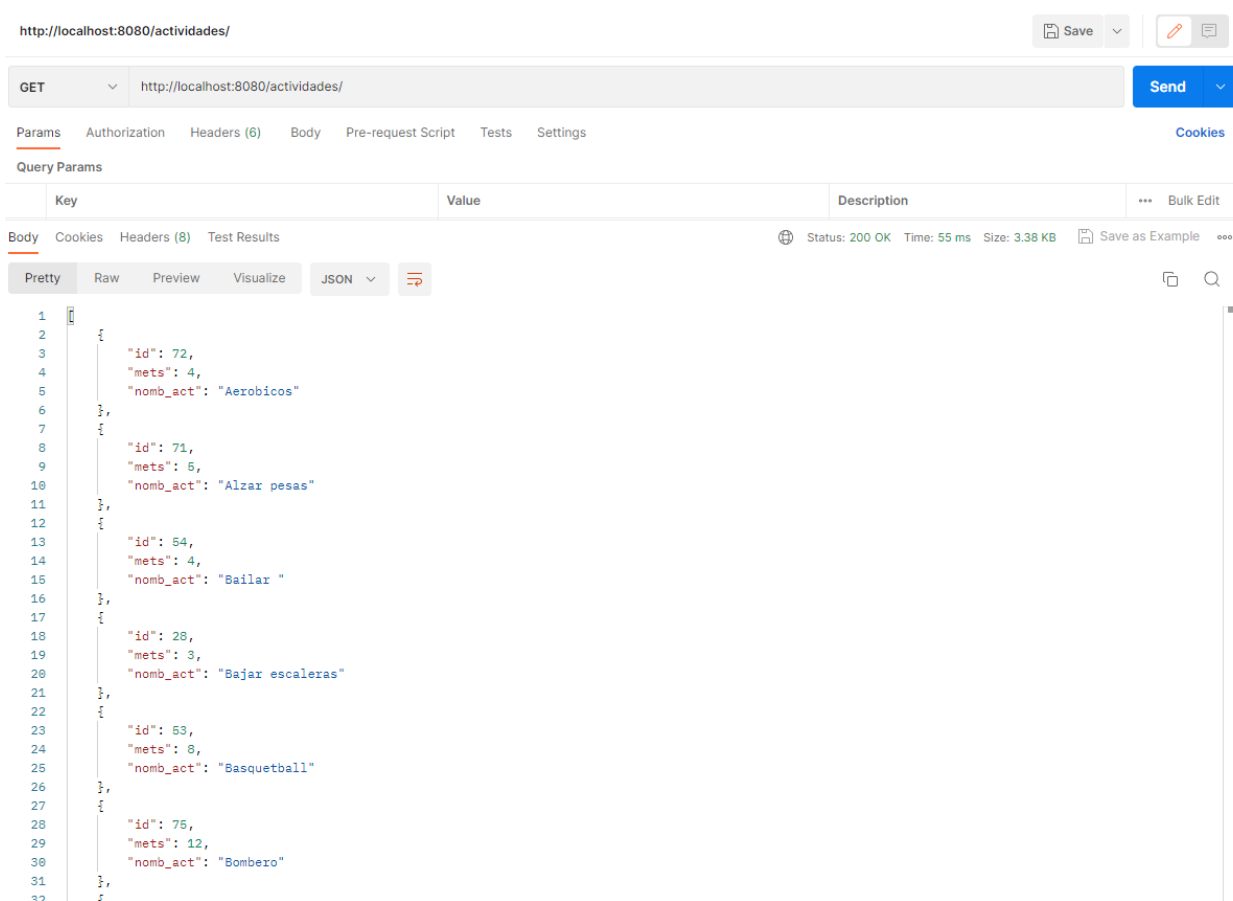 http://localhost:8080/actividades/ Save
GET http://localhost:8080/actividades/ Send
Params Authorization Headers (6) Body Pre-request Script Tests Settings Cookies
Query Params
Key Value Description ••• Bulk Edit
Body Cookies Headers (8) Test Results Status: 200 OK Time: 55 ms Size: 3.38 KB Save as Example
Pretty Raw Preview Visualize JSON
1 [
2 {
3 "id": 72,
4 "mets": 4,
5 "nomb_act": "Aerobicos"
6 },
7 {
8 "id": 71,
9 "mets": 5,
10 "nomb_act": "Alzar pesas"
11 },
12 {
13 "id": 54,
14 "mets": 4,
15 "nomb_act": "Bailar "
16 },
17 {
18 "id": 28,
19 "mets": 3,
20 "nomb_act": "Bajar escaleras"
21 },
22 {
23 "id": 53,
24 "mets": 8,
25 "nomb_act": "Basquetball"
26 },
27 {
28 "id": 75,
29 "mets": 12,
30 "nomb_act": "Bombero"
31 },
32 {